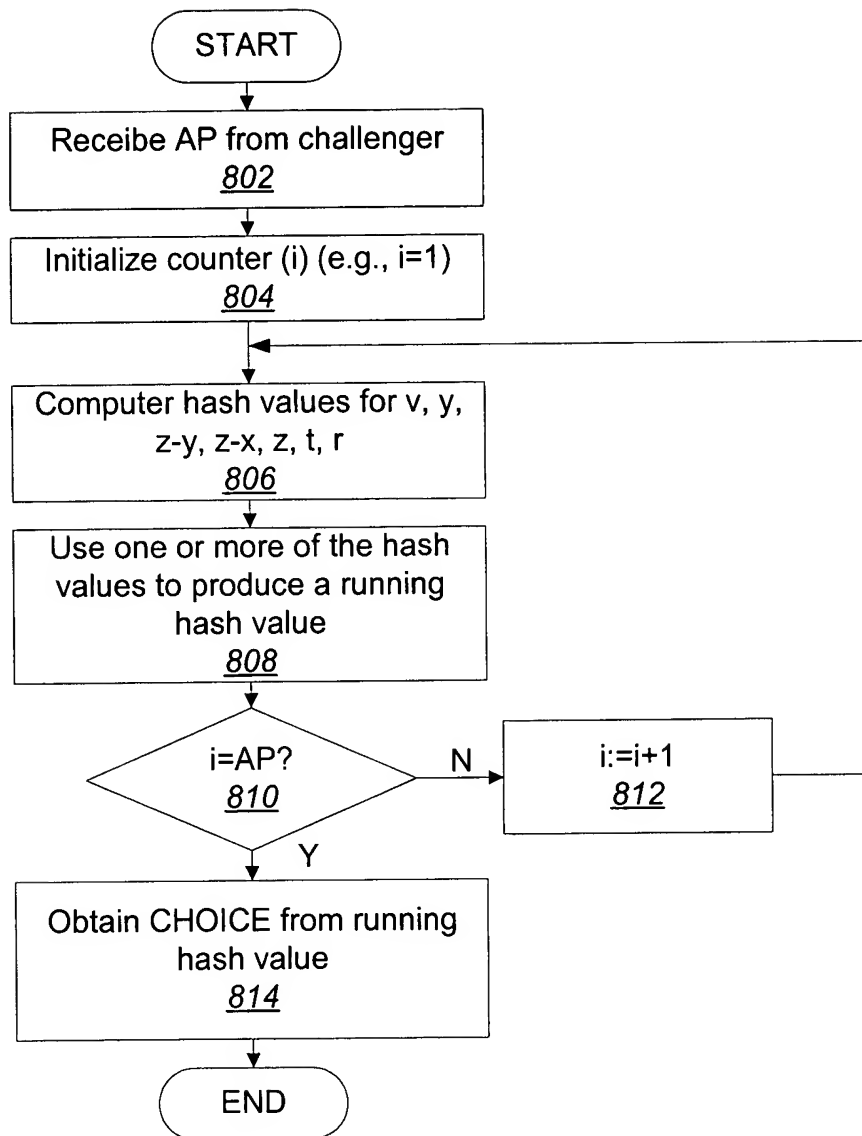 START
Receibe AP from challenger
802
Initialize counter (i) (e.g., i=1)
804
Computer hash values for v, y,
z-y, z-x, z, t, r
806
Use one or more of the hash
values to produce a running
hash value
808
i=AP?
810
N
i:=i+1
812
Y
Obtain CHOICE from running
hash value
814
END